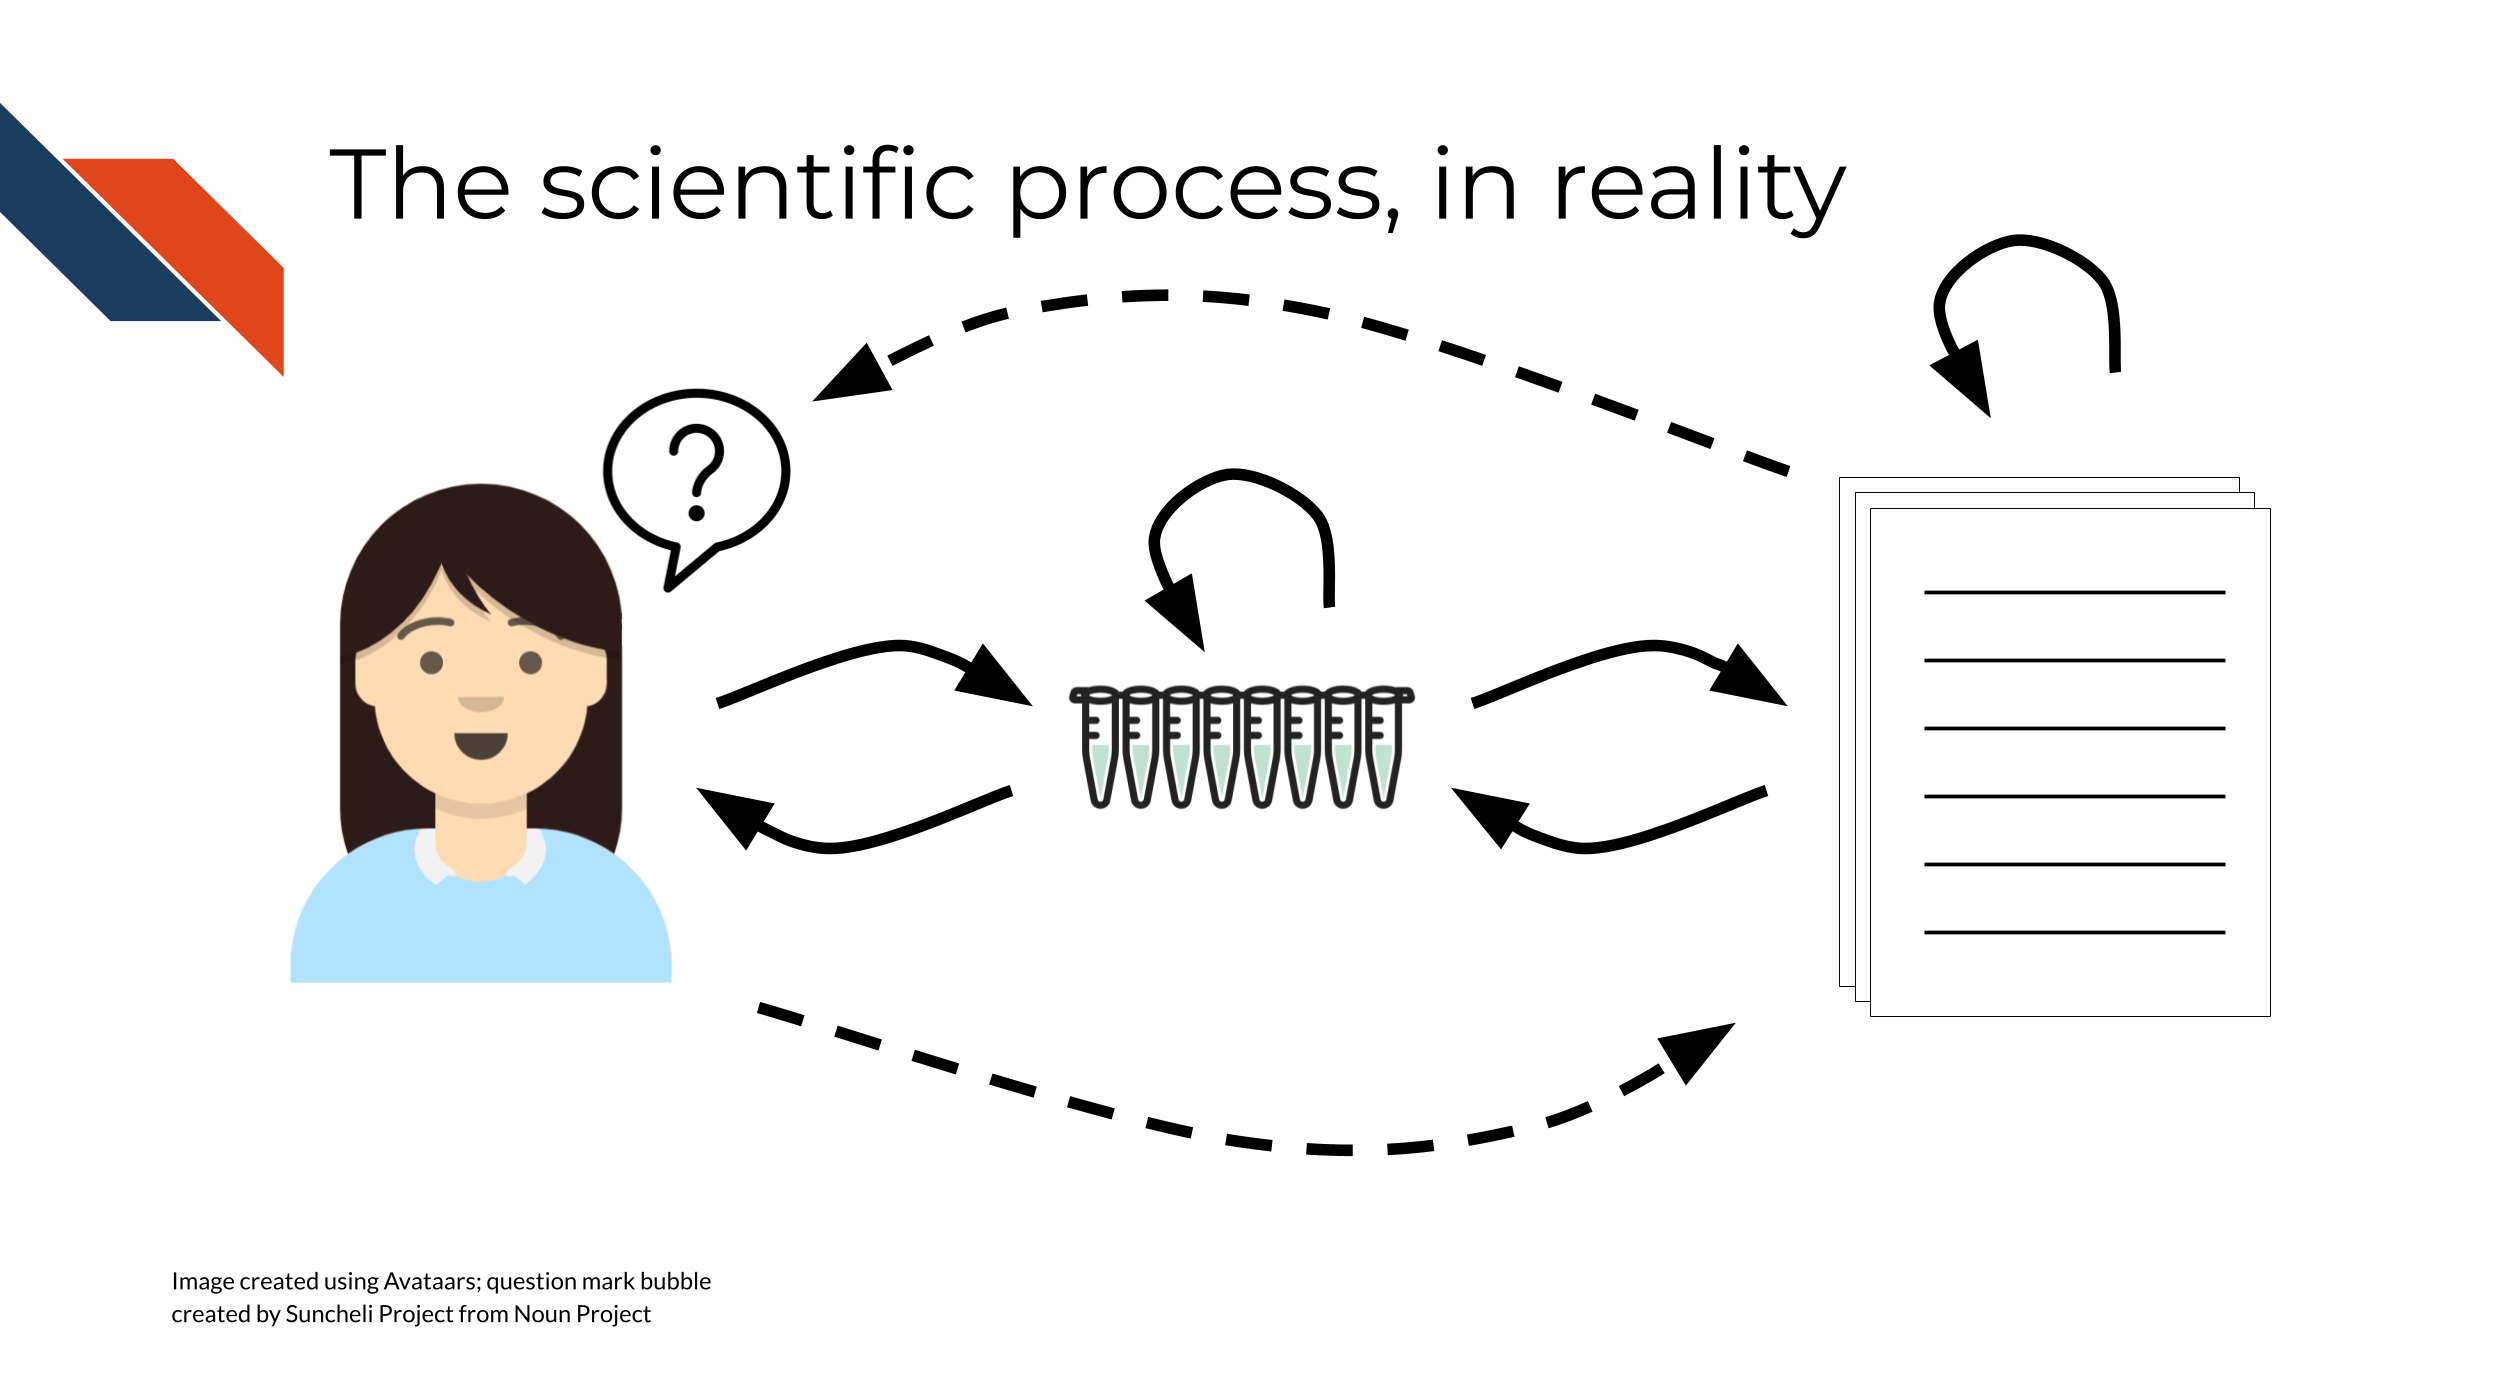 The scientific process, in reality
?
Image created using Avataars; question mark bubble
created by Suncheli Project from Noun Project